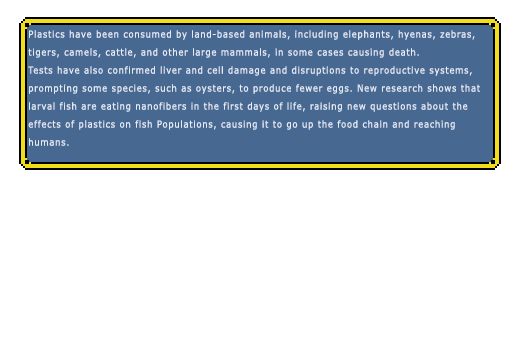 Plastics have been consumed by land-based animals, including elephants, hyenas, zebras,
tigers, camels, cattle, and other large mammals, in some cases causing death.
Tests have also confirmed liver and cell damage and disruptions to reproductive systems,
prompting some species, such as oysters, to produce fewer eggs. New research shows that
larval fish are eating nanofibers in the first days of life, raising new questions about the
effects of plastics on fish Populations, causing it to go up the food chain and reaching
humans.